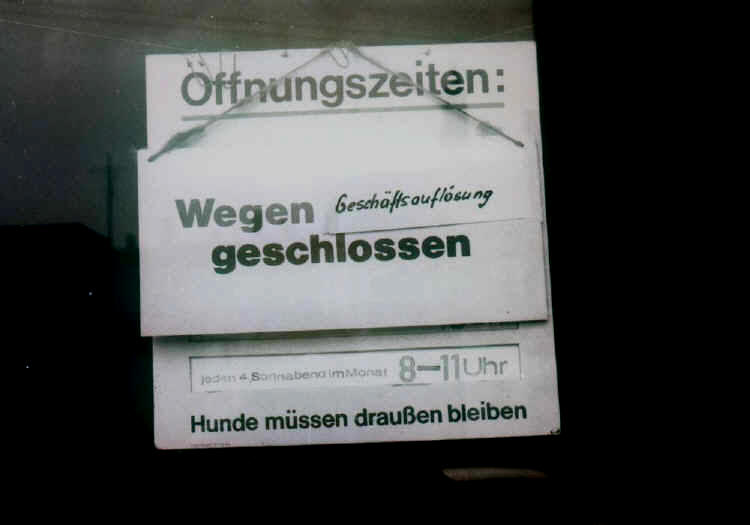 Öffnungszeiten:
Wegen Geschäftsauflösung
geschlossen
jeden 4. Sonnabend im Monat 8-11 Uhr
Hunde müssen draußen bleiben